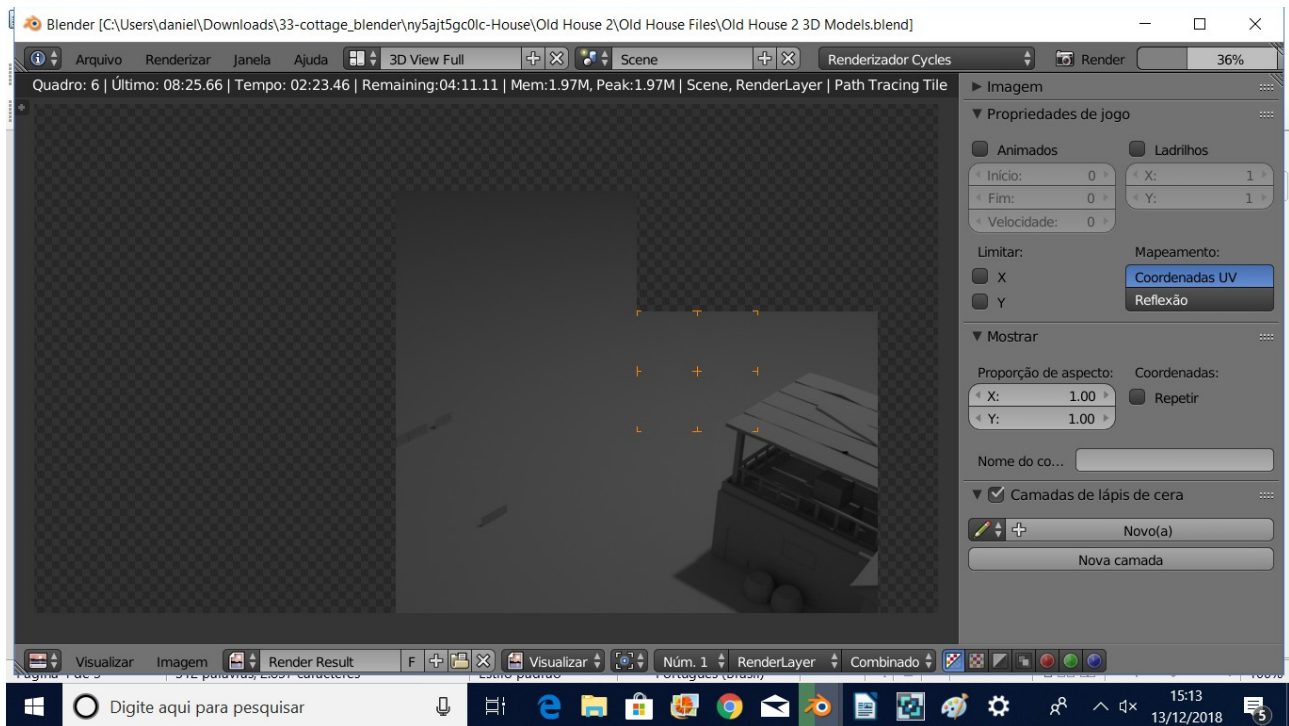 Blender [C:\Users\daniel\Downloads\33-cottage_blender\ny5ajt5gc0lc-House\Old House 2\Old House Files\Old House 2 3D Models.blend]
Arquivo Renderizar Janela Ajuda 3D View Full Scene Renderizador Cycles Render 36%
Quadro: 6 | Último: 08:25.66 | Tempo: 02:23.46 | Remaining:04:11.11 | Mem:1.97M, Peak:1.97M | Scene, RenderLayer | Path Tracing Tile
Imagem
Propriedades de jogo
Animados Ladrilhos
Início: 0 X: 1
Fim: 0 Y: 1
Velocidade: 0
Limitar: Mapeamento:
X Coordenadas UV
Y Reflexão
Mostrar
Proporção de aspecto: Coordenadas:
X: 1.00 Repetir
Y: 1.00
Nome do co...
Camadas de lápis de cera
Novo(a)
Nova camada
Visualizar Imagem Render Result F Visualizar Núm. 1 RenderLayer Combinado
Digite aqui para pesquisar
15:13
13/12/2018
5